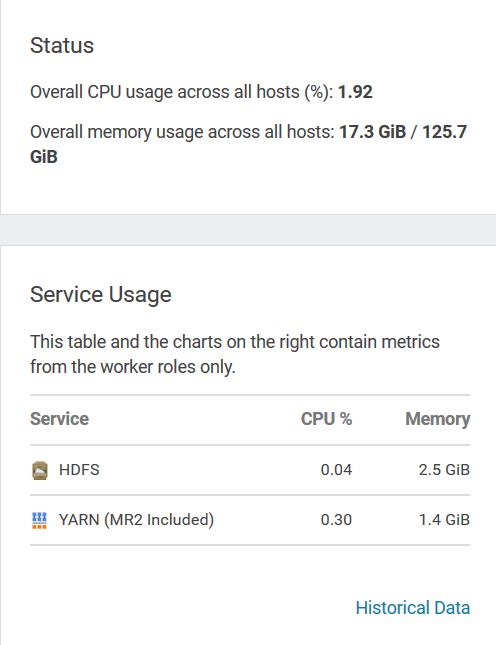 Status
Overall CPU usage across all hosts (%): 1.92
Overall memory usage across all hosts: 17.3 GiB / 125.7
GiB
Service Usage
This table and the charts on the right contain metrics
from the worker roles only.
Service CPU % Memory
HDFS 0.04 2.5 GiB
YARN (MR2 Included) 0.30 1.4 GiB
Historical Data